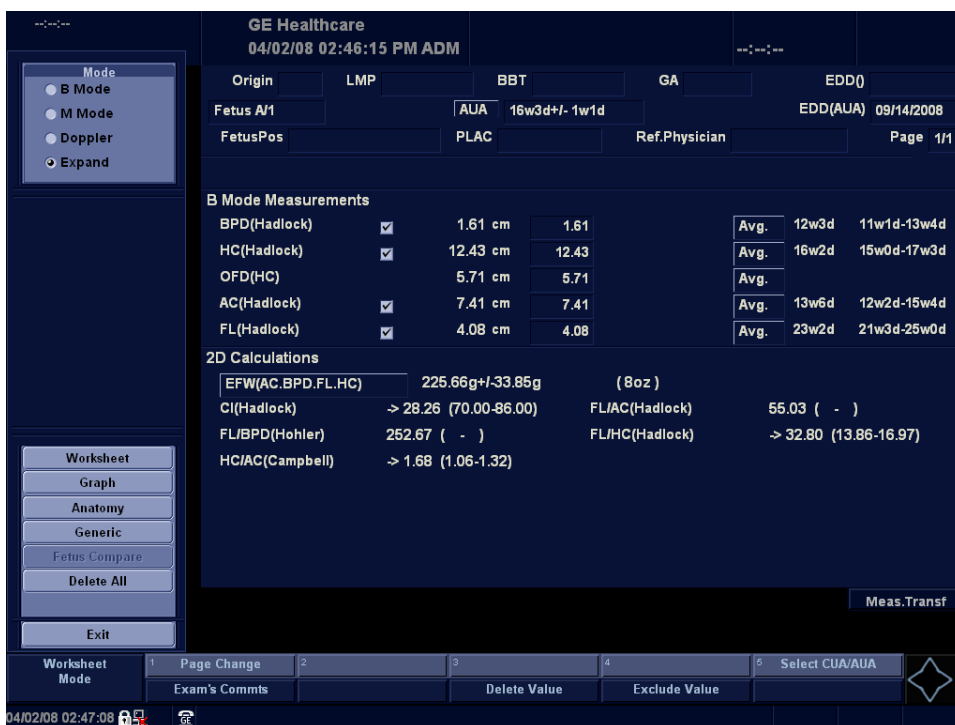 --:--:--
GE Healthcare
04/02/08 02:46:15 PM ADM
--:--:--
Mode
B Mode
M Mode
Doppler
Expand
Origin LMP BBT GA EDD()
Fetus A/1 AUA 16w3d+/- 1w1d EDD(AUA) 09/14/2008
FetusPos PLAC Ref.Physician Page 1/1
B Mode Measurements
BPD(Hadlock) 1.61 cm 1.61 Avg. 12w3d 11w1d-13w4d
HC(Hadlock) 12.43 cm 12.43 Avg. 16w2d 15w0d-17w3d
OFD(HC) 5.71 cm 5.71 Avg.
AC(Hadlock) 7.41 cm 7.41 Avg. 13w6d 12w2d-15w4d
FL(Hadlock) 4.08 cm 4.08 Avg. 23w2d 21w3d-25w0d
2D Calculations
EFW(AC.BPD.FL.HC) 225.66g+/-33.85g (8oz)
CI(Hadlock) -> 28.26 (70.00-86.00) FL/AC(Hadlock) 55.03 ( - )
FL/BPD(Hohler) 252.67 ( - ) FL/HC(Hadlock) -> 32.80 (13.86-16.97)
HC/AC(Campbell) -> 1.68 (1.06-1.32)
Worksheet
Graph
Anatomy
Generic
Fetus Compare
Delete All
Exit
Meas.Transf
Worksheet Mode
1 Page Change 2 3 4 5 Select CUA/AUA
Exam's Commts Delete Value Exclude Value
04/02/08 02:47:08 GE